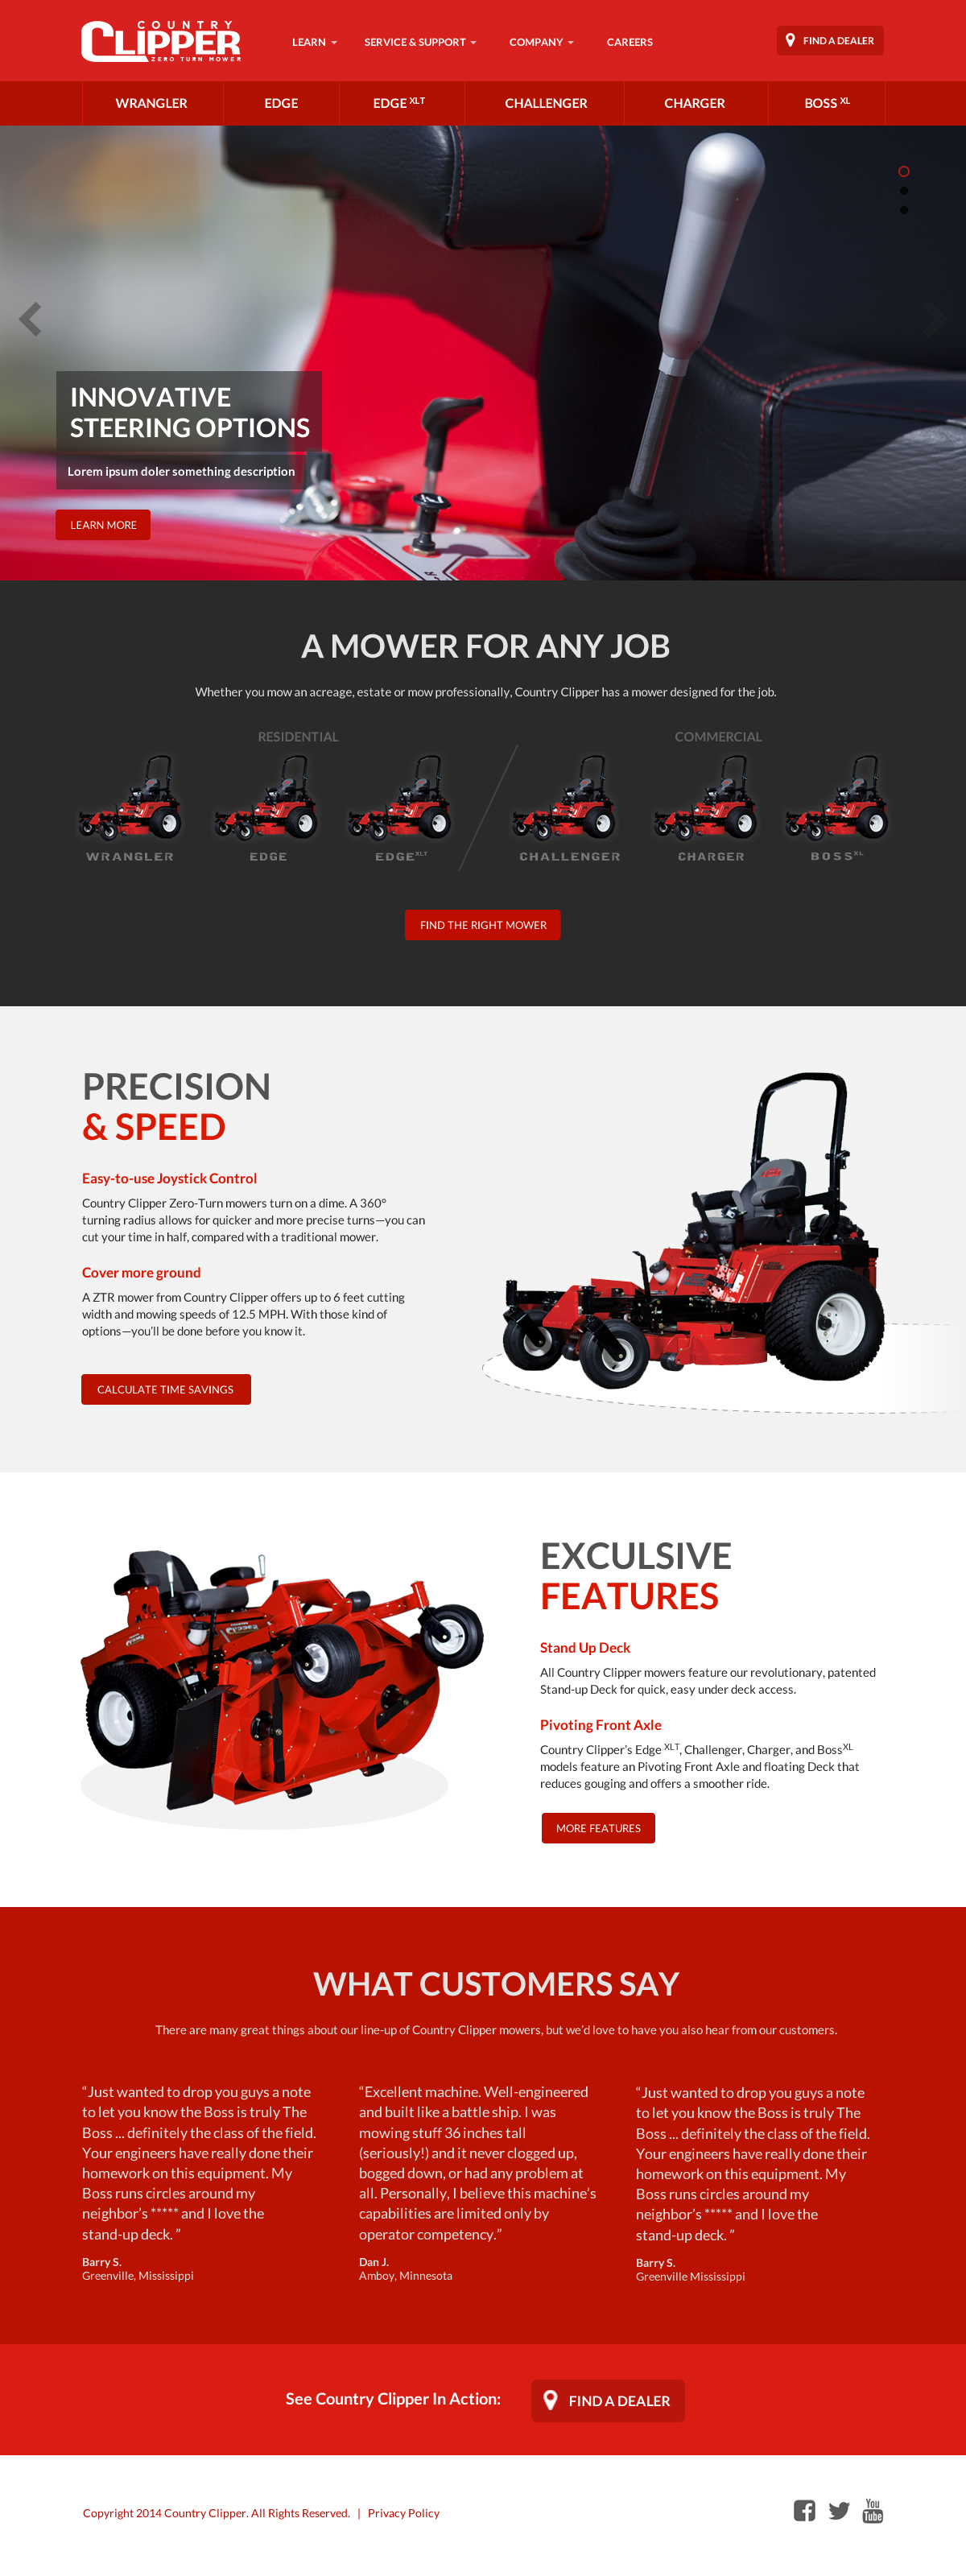 COUNTRY
CLIPPER
ZERO TURN MOWER
LEARN
SERVICE & SUPPORT
COMPANY
CAREERS
FIND A DEALER
WRANGLER
EDGE
EDGE XLT
CHALLENGER
CHARGER
BOSS XL
INNOVATIVE
STEERING OPTIONS
Lorem ipsum doler something description
LEARN MORE
A MOWER FOR ANY JOB
Whether you mow an acreage, estate or mow professionally, Country Clipper has a mower designed for the job.
RESIDENTIAL
COMMERCIAL
WRANGLER
EDGE
EDGEXLT
CHALLENGER
CHARGER
BOSSXL
FIND THE RIGHT MOWER
PRECISION
& SPEED
Easy-to-use Joystick Control
Country Clipper Zero-Turn mowers turn on a dime. A 360°
turning radius allows for quicker and more precise turns—you can
cut your time in half, compared with a traditional mower.
Cover more ground
A ZTR mower from Country Clipper offers up to 6 feet cutting
width and mowing speeds of 12.5 MPH. With those kind of
options—you'll be done before you know it.
CALCULATE TIME SAVINGS
EXCULSIVE
FEATURES
Stand Up Deck
All Country Clipper mowers feature our revolutionary, patented
Stand-up Deck for quick, easy under deck access.
Pivoting Front Axle
Country Clipper's Edge XLT, Challenger, Charger, and BossXL
models feature an Pivoting Front Axle and floating Deck that
reduces gouging and offers a smoother ride.
MORE FEATURES
WHAT CUSTOMERS SAY
There are many great things about our line-up of Country Clipper mowers, but we'd love to have you also hear from our customers.
“Just wanted to drop you guys a note
to let you know the Boss is truly The
Boss ... definitely the class of the field.
Your engineers have really done their
homework on this equipment. My
Boss runs circles around my
neighbor's ***** and I love the
stand-up deck. ”
Barry S.
Greenville, Mississippi
“Excellent machine. Well-engineered
and built like a battle ship. I was
mowing stuff 36 inches tall
(seriously!) and it never clogged up,
bogged down, or had any problem at
all. Personally, I believe this machine's
capabilities are limited only by
operator competency.”
Dan J.
Amboy, Minnesota
“Just wanted to drop you guys a note
to let you know the Boss is truly The
Boss ... definitely the class of the field.
Your engineers have really done their
homework on this equipment. My
Boss runs circles around my
neighbor's ***** and I love the
stand-up deck. ”
Barry S.
Greenville Mississippi
See Country Clipper In Action:
FIND A DEALER
Copyright 2014 Country Clipper. All Rights Reserved. | Privacy Policy
You
Tube